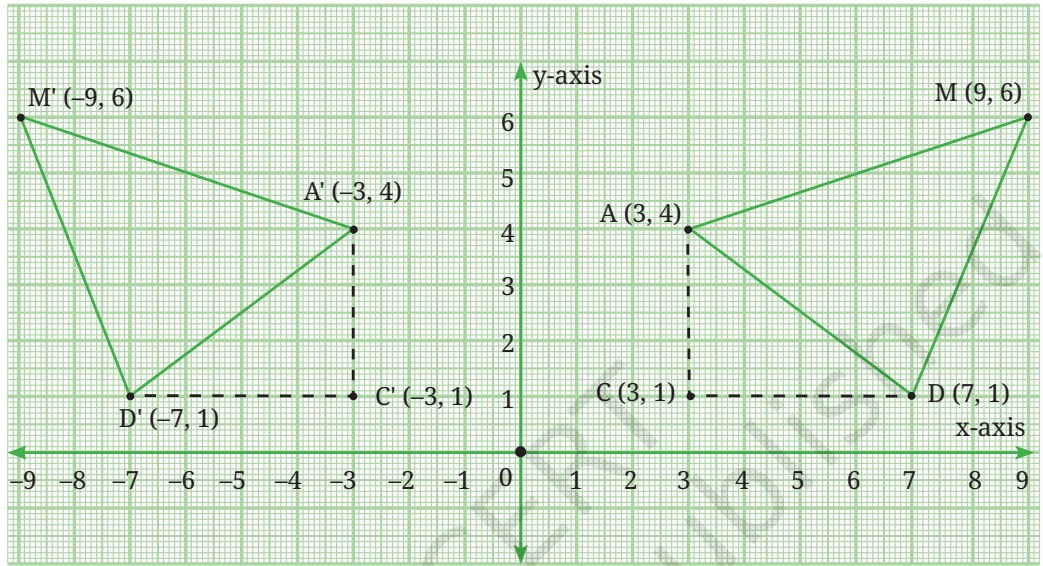 y-axis
M' (–9, 6)
M (9, 6)
6
5
A' (–3, 4)
A (3, 4)
4
3
2
1
C' (–3, 1)
C (3, 1)
D (7, 1)
D' (–7, 1)
x-axis
–9 –8 –7 –6 –5 –4 –3 –2 –1 0 1 2 3 4 5 6 7 8 9